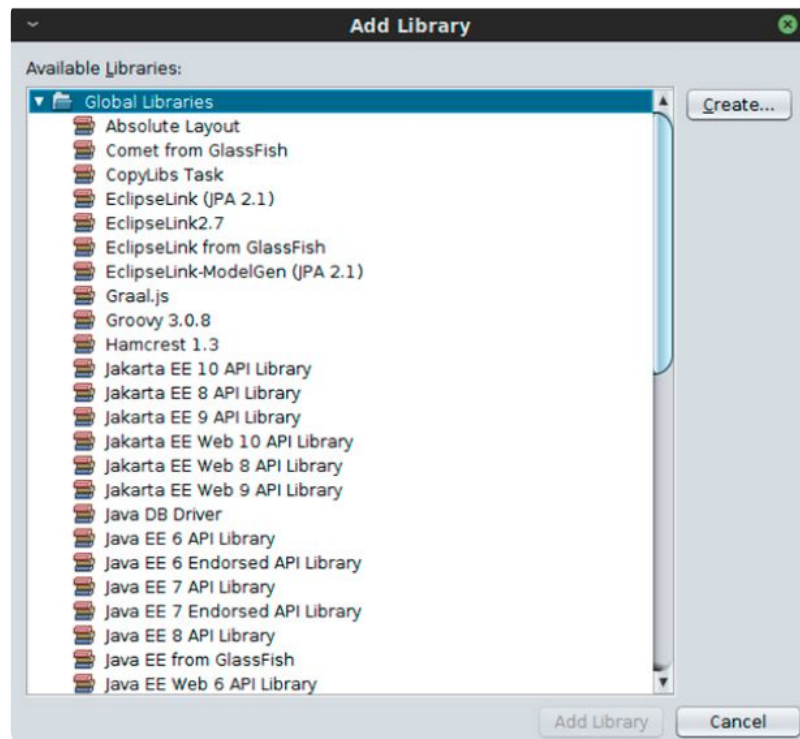 Add Library
Available Libraries:
Global Libraries
Create...
Absolute Layout
Comet from GlassFish
CopyLibs Task
EclipseLink (JPA 2.1)
EclipseLink2.7
EclipseLink from GlassFish
EclipseLink-ModelGen (JPA 2.1)
Graal.js
Groovy 3.0.8
Hamcrest 1.3
Jakarta EE 10 API Library
Jakarta EE 8 API Library
Jakarta EE 9 API Library
Jakarta EE Web 10 API Library
Jakarta EE Web 8 API Library
Jakarta EE Web 9 API Library
Java DB Driver
Java EE 6 API Library
Java EE 6 Endorsed API Library
Java EE 7 API Library
Java EE 7 Endorsed API Library
Java EE 8 API Library
Java EE from GlassFish
Java EE Web 6 API Library
Add Library
Cancel